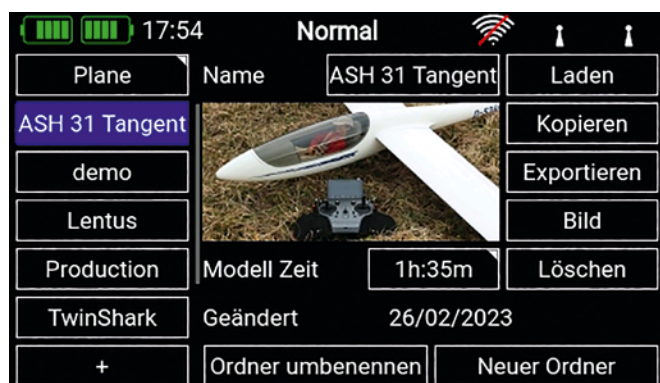 17:54 Normal
Plane Name ASH 31 Tangent Laden
ASH 31 Tangent Kopieren
demo Exportieren
Lentus Bild
Production Modell Zeit 1h:35m Löschen
TwinShark Geändert 26/02/2023
+ Ordner umbenennen Neuer Ordner